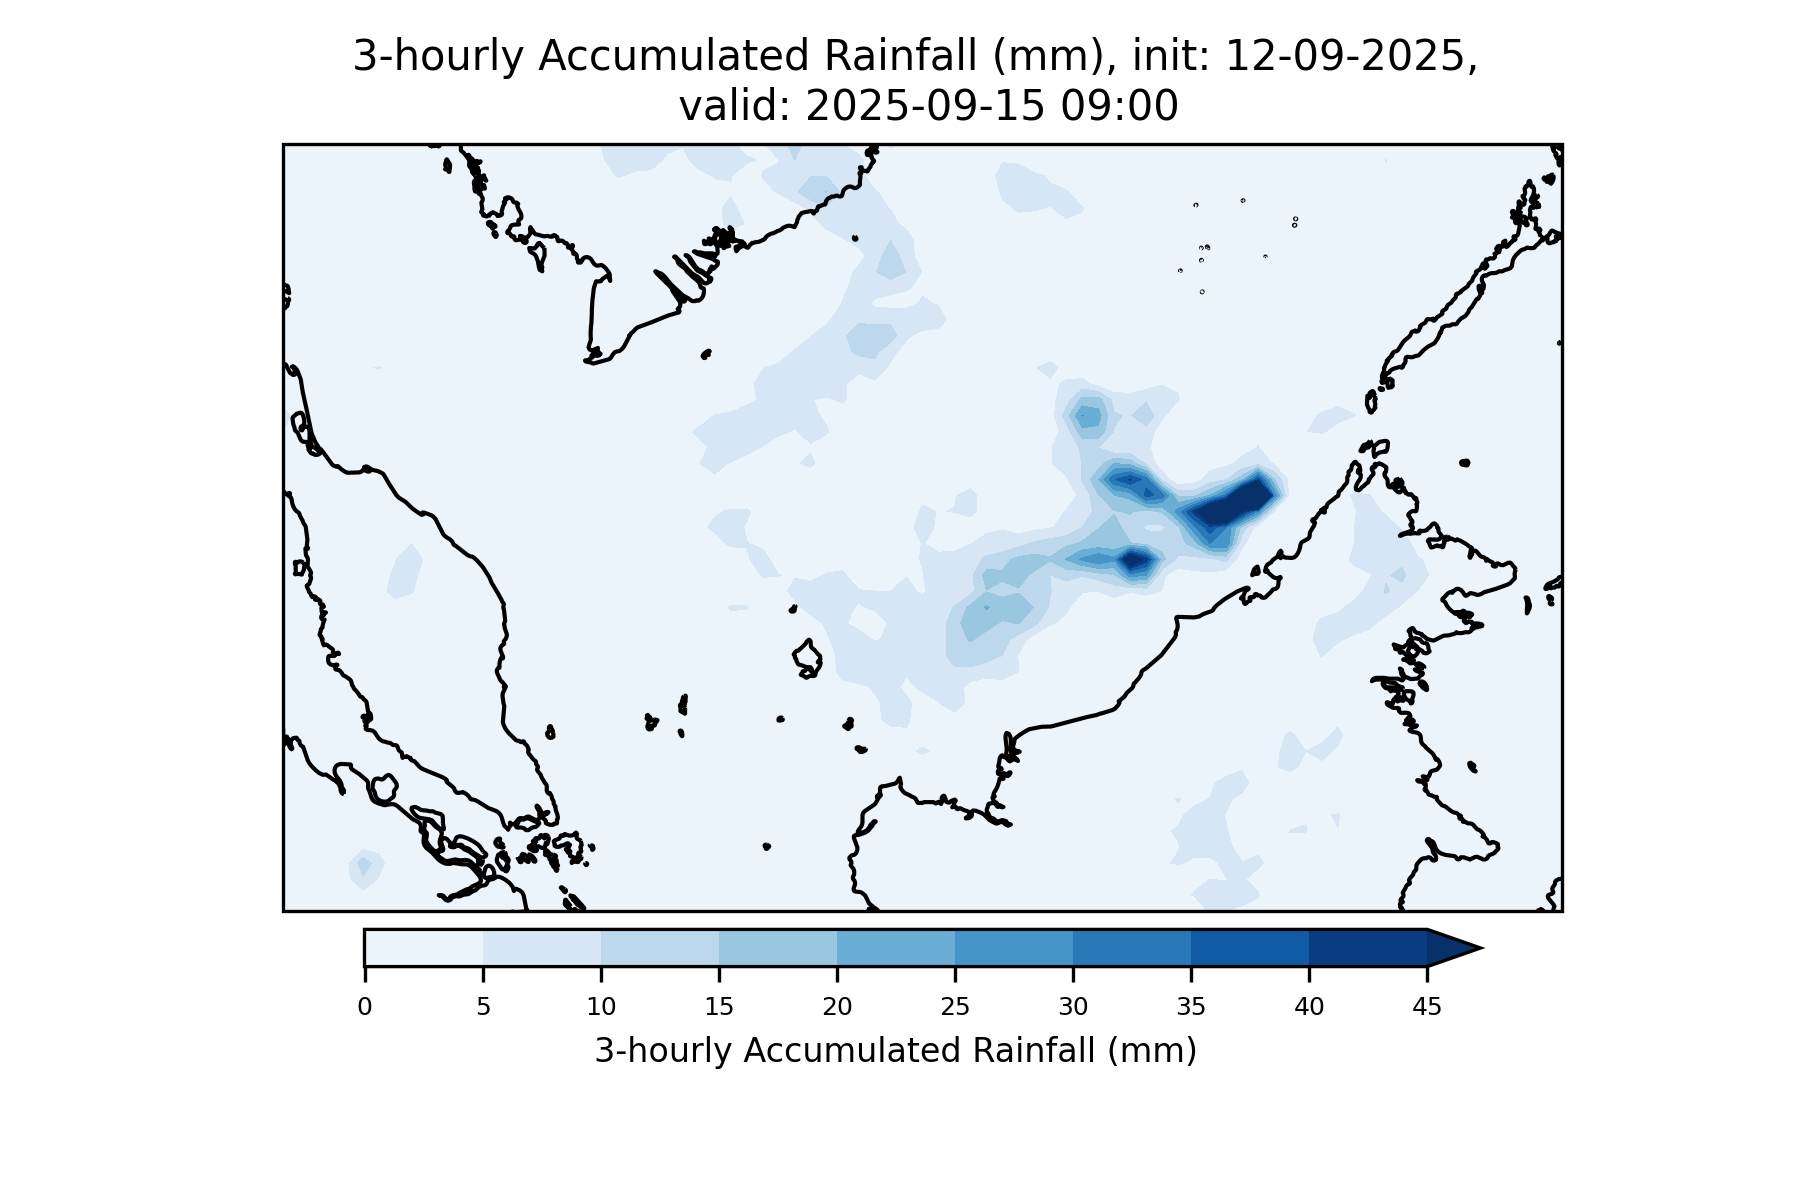 3-hourly Accumulated Rainfall (mm), init: 12-09-2025,
valid: 2025-09-15 09:00
0 5 10 15 20 25 30 35 40 45
3-hourly Accumulated Rainfall (mm)